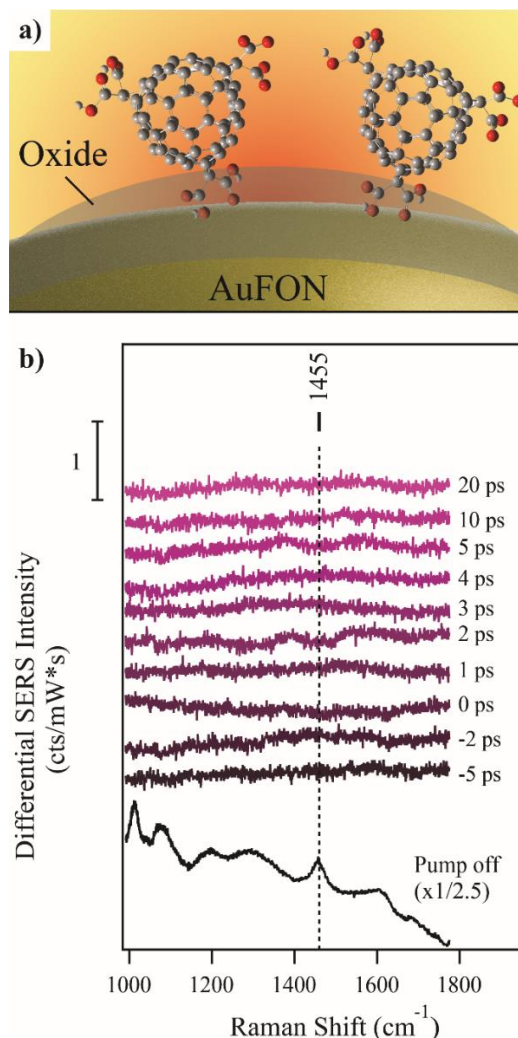 a)
Oxide
AuFON
b)
1455
1
20 ps
10 ps
5 ps
4 ps
3 ps
2 ps
1 ps
0 ps
-2 ps
-5 ps
Pump off
(x1/2.5)
Differential SERS Intensity
(cts/mW*s)
1000 1200 1400 1600 1800
Raman Shift (cm⁻¹)